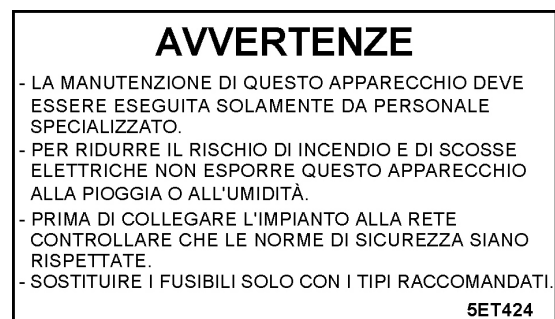 AVVERTENZE
- LA MANUTENZIONE DI QUESTO APPARECCHIO DEVE
ESSERE ESEGUITA SOLAMENTE DA PERSONALE
SPECIALIZZATO.
- PER RIDURRE IL RISCHIO DI INCENDIO E DI SCOSSE
ELETTRICHE NON ESPORRE QUESTO APPARECCHIO
ALLA PIOGGIA O ALL'UMIDITÀ.
- PRIMA DI COLLEGARE L'IMPIANTO ALLA RETE
CONTROLLARE CHE LE NORME DI SICUREZZA SIANO
RISPETTATE.
- SOSTITUIRE I FUSIBILI SOLO CON I TIPI RACCOMANDATI.
5ET424